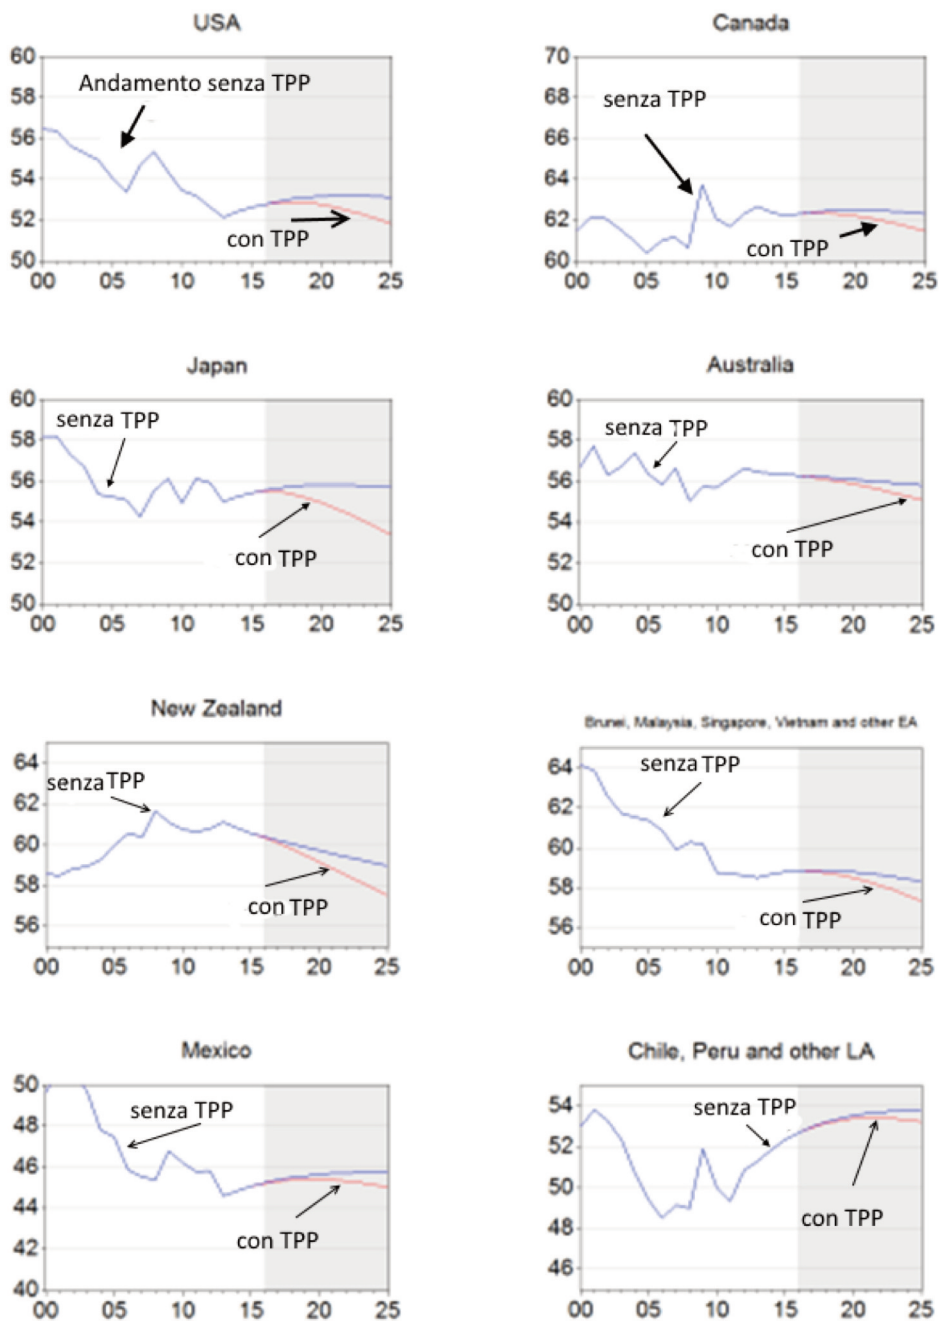 USA
60
58
56
54
52
50
Andamento senza TPP
con TPP
00 05 10 15 20 25
Canada
70
68
66
64
62
60
senza TPP
con TPP
00 05 10 15 20 25
Japan
60
58
56
54
52
50
senza TPP
con TPP
00 05 10 15 20 25
Australia
60
58
56
54
52
50
senza TPP
con TPP
00 05 10 15 20 25
New Zealand
64
62
60
58
56
senza TPP
con TPP
00 05 10 15 20 25
Brunei, Malaysia, Singapore, Vietnam and other EA
64
62
60
58
56
senza TPP
con TPP
00 05 10 15 20 25
Mexico
50
48
46
44
42
40
senza TPP
con TPP
00 05 10 15 20 25
Chile, Peru and other LA
54
52
50
48
46
senza TPP
con TPP
00 05 10 15 20 25